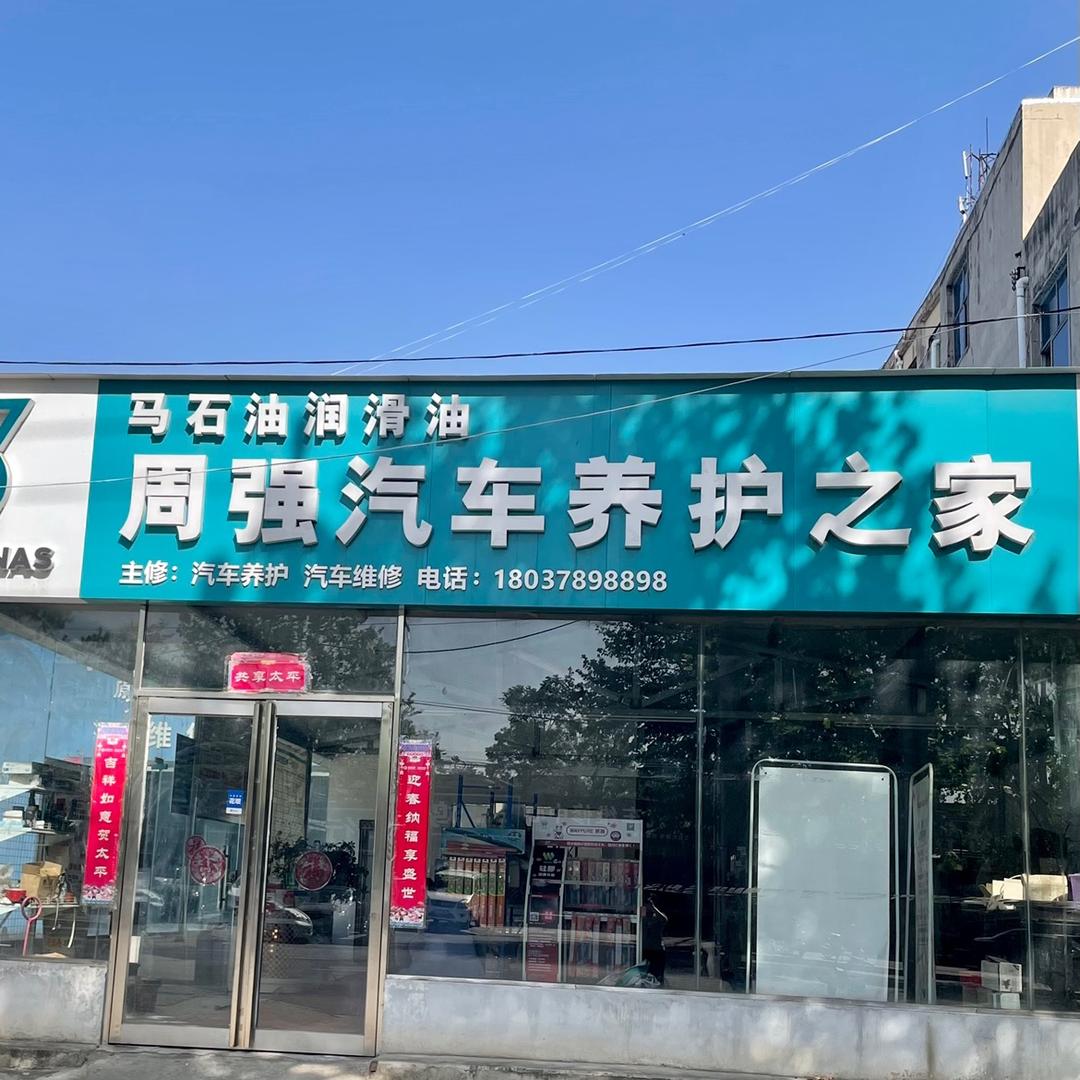 马石油润滑油
周强汽车养护之家
主修：汽车养护 汽车维修 电话：18037898898
NAS
共享太平
吉祥如意贺太平
迎春纳福享盛世
维